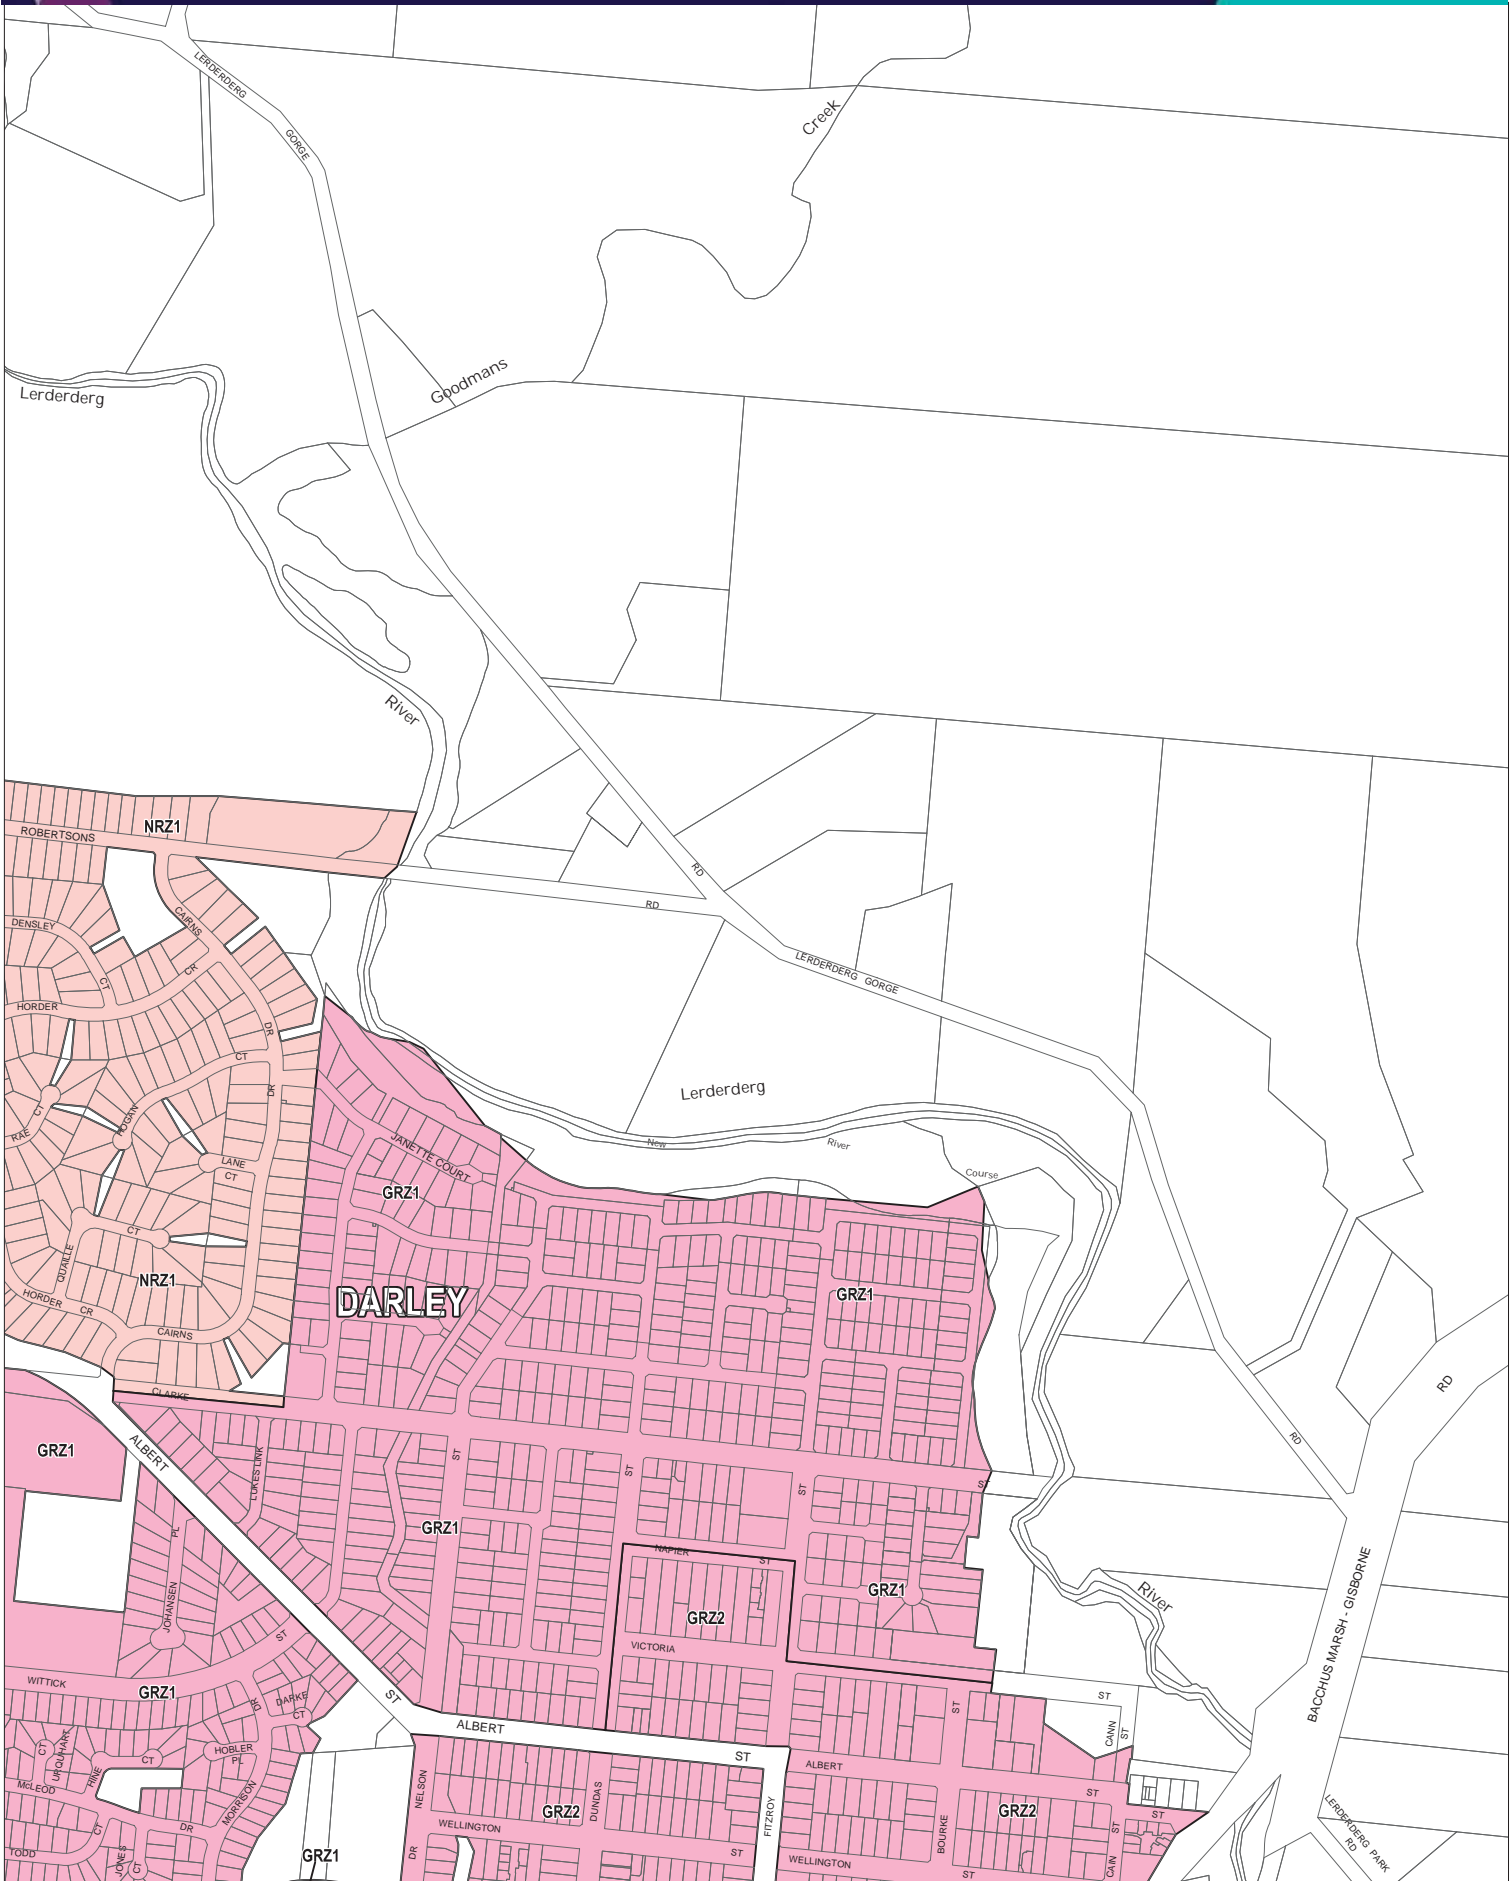 LERDERDERG
GORGE
Creek
Goodmans
Lerderderg
River
NRZ1
ROBERTSONS
RD
RD
CAIRNS
DENSLEY
CT
CR
HORDER
DR
LERDERDERG GORGE
CT
DR
CT
HOGAN
RAE
Lerderderg
New
River
Course
JANETTE COURT
LANE
CT
GRZ1
CT
QUAILLE
NRZ1
DARLEY
GRZ1
HORDER
CR
CAIRNS
CLARKE
RD
RD
GRZ1
ALBERT
LUKES LINK
ST
ST
ST
ST
GRZ1
PL
JOHANSEN
NAPIER
ST
GRZ2
GRZ1
River
BACCHUS MARSH - GISBORNE
VICTORIA
ST
WITTICK
GRZ1
DR
DARKE
CT
ST
ST
ST
CANN
ST
ALBERT
ST
ALBERT
ST
CT
URQUHART
HINE
CT
HOBLER
PL
McLEOD
MORRISON
DR
CT
TODD
JONES
CT
GRZ1
NELSON
DR
GRZ2
DUNDAS
WELLINGTON
ST
FITZROY
WELLINGTON
ST
BOURKE
GRZ2
ST
CAIN
ST
LERDERDERG PARK
RD